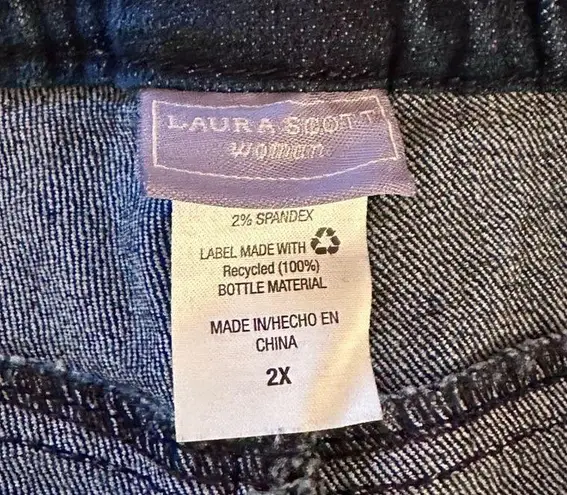 LAURA SCOTT
woman
2% SPANDEX
LABEL MADE WITH
Recycled (100%)
BOTTLE MATERIAL
MADE IN/HECHO EN
CHINA
2X